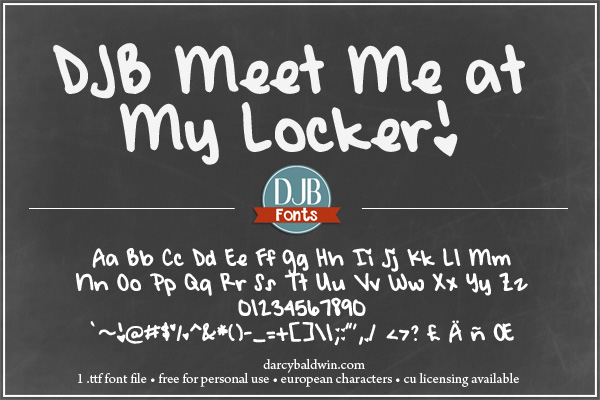 DJB Meet Me at
My Locker!
DJB
Fonts
Aa Bb Cc Dd Ee Ff Gg Hh Ii Jj Kk Ll Mm
Nn Oo Pp Qq Rr Ss Tt Uu Vv Ww Xx Yy Zz
01234567890
`~!@#$%^&*()-_=+[]\|;:'",./ <>? £ Ä ñ Œ
darcybaldwin.com
1 .ttf font file • free for personal use • european characters • cu licensing available